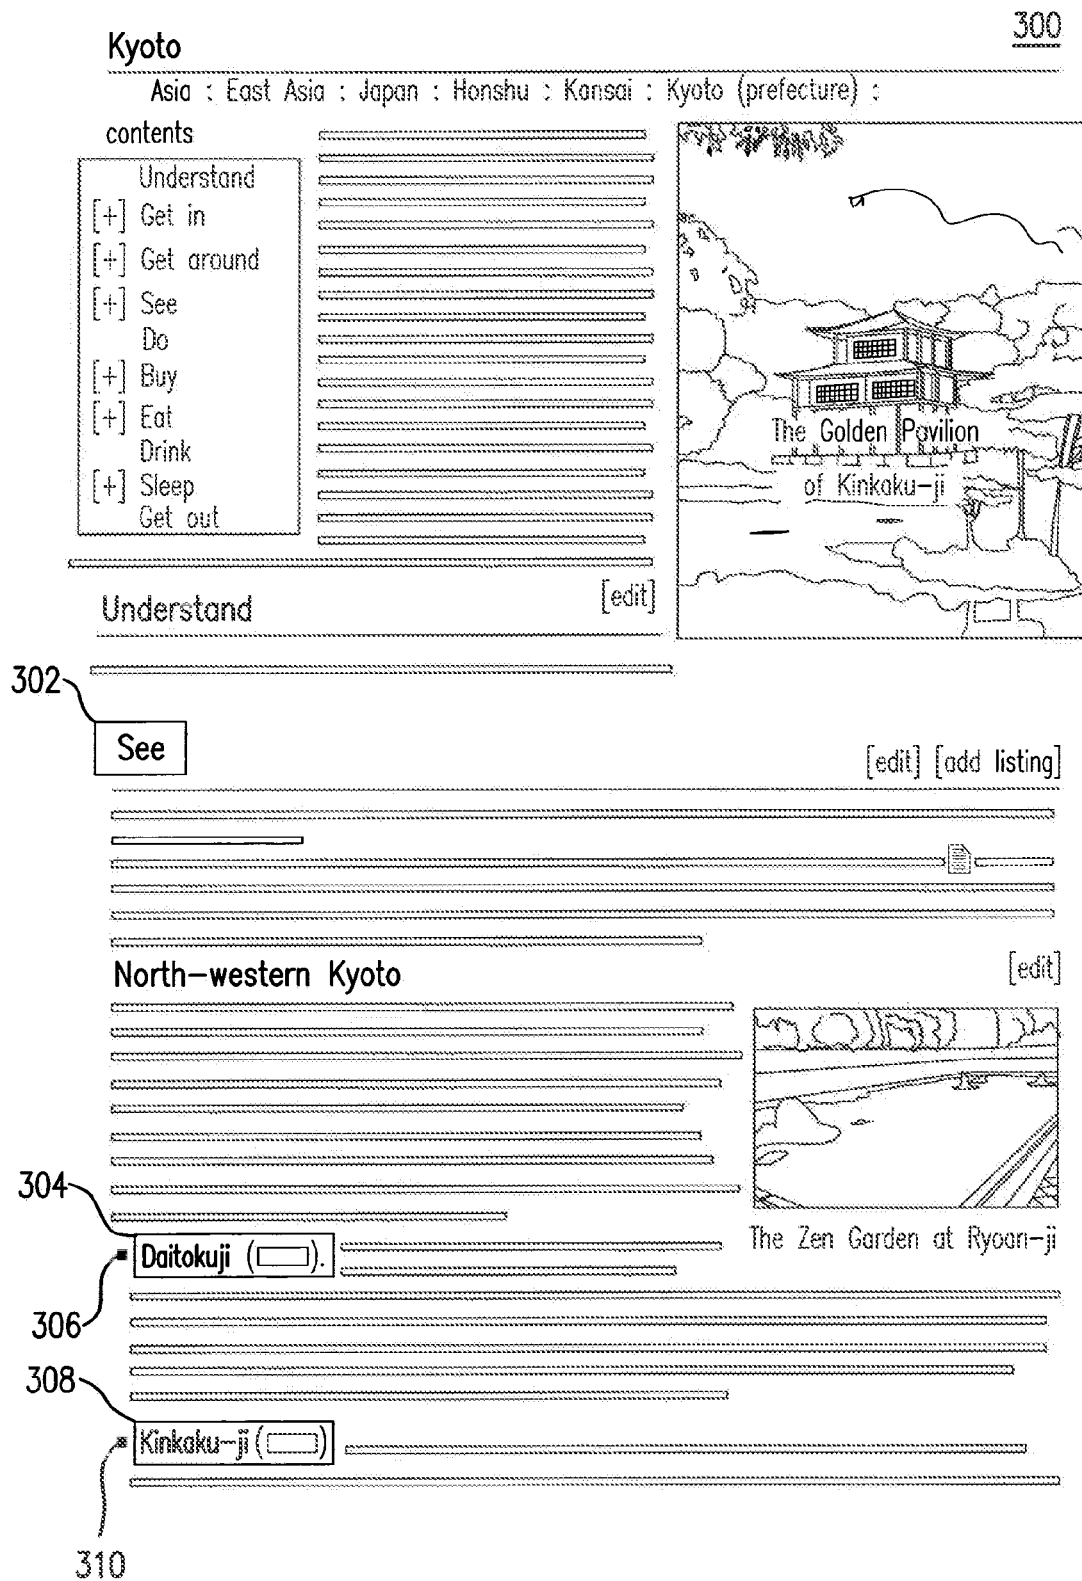 300
Kyoto
Asia : East Asia : Japan : Honshu : Kansai : Kyoto (prefecture) :
contents
Understand
[+] Get in
[+] Get around
[+] See
Do
[+] Buy
[+] Eat
Drink
[+] Sleep
Get out
The Golden Pavilion
of Kinkaku-ji
Understand [edit]
302
See
[edit] [add listing]
North-western Kyoto [edit]
The Zen Garden at Ryoan-ji
304
Daitokuji ( ).
306
308
Kinkaku-ji ( )
310